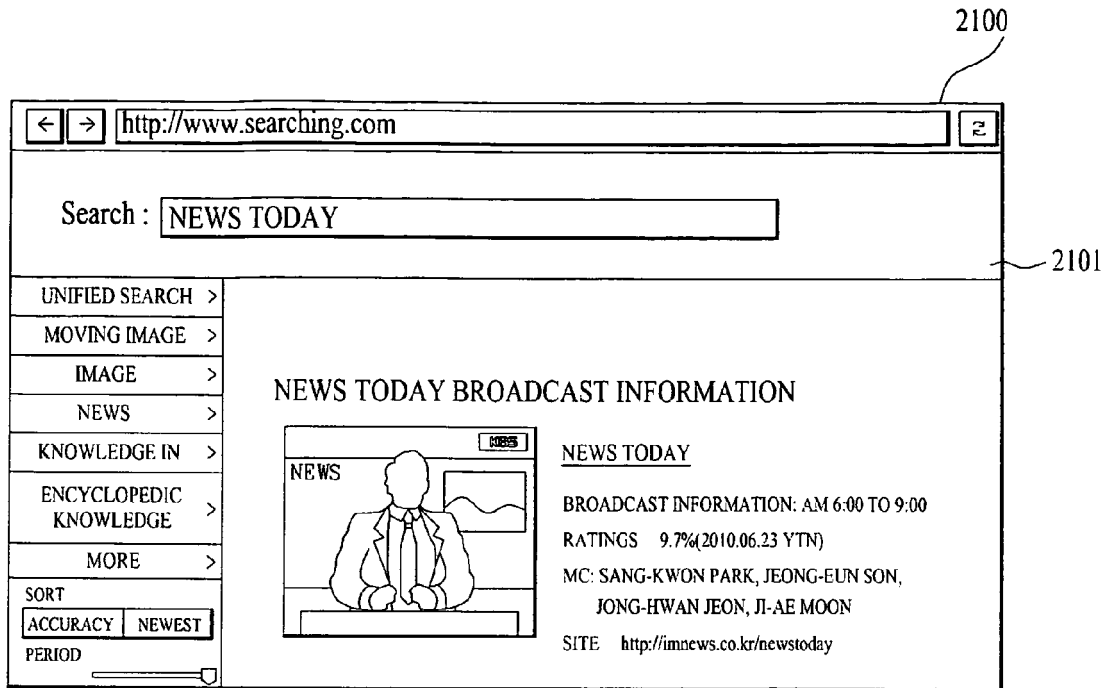 2100
http://www.searching.com
Search : NEWS TODAY
2101
UNIFIED SEARCH >
MOVING IMAGE >
IMAGE >
NEWS >
KNOWLEDGE IN >
ENCYCLOPEDIC
KNOWLEDGE >
MORE >
SORT
ACCURACY NEWEST
PERIOD
NEWS TODAY BROADCAST INFORMATION
KBS
NEWS
NEWS TODAY
BROADCAST INFORMATION: AM 6:00 TO 9:00
RATINGS 9.7%(2010.06.23 YTN)
MC: SANG-KWON PARK, JEONG-EUN SON,
JONG-HWAN JEON, JI-AE MOON
SITE http://imnews.co.kr/newstoday